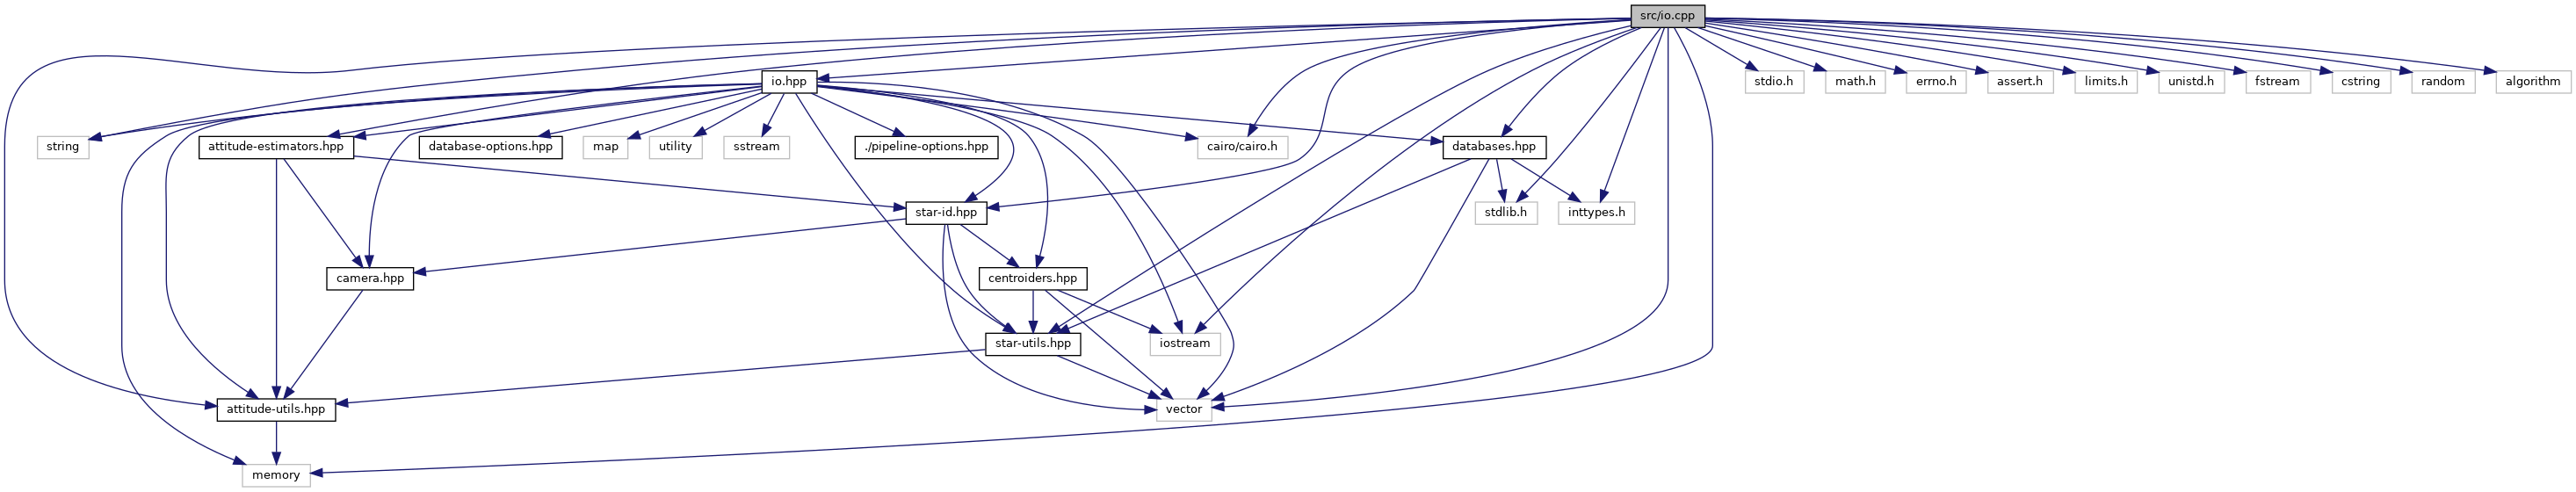 src/io.cpp
io.hpp
stdio.h
math.h
errno.h
assert.h
limits.h
unistd.h
fstream
cstring
random
algorithm
string
attitude-estimators.hpp
database-options.hpp
map
utility
sstream
./pipeline-options.hpp
cairo/cairo.h
databases.hpp
star-id.hpp
stdlib.h
inttypes.h
camera.hpp
centroiders.hpp
star-utils.hpp
iostream
attitude-utils.hpp
vector
memory